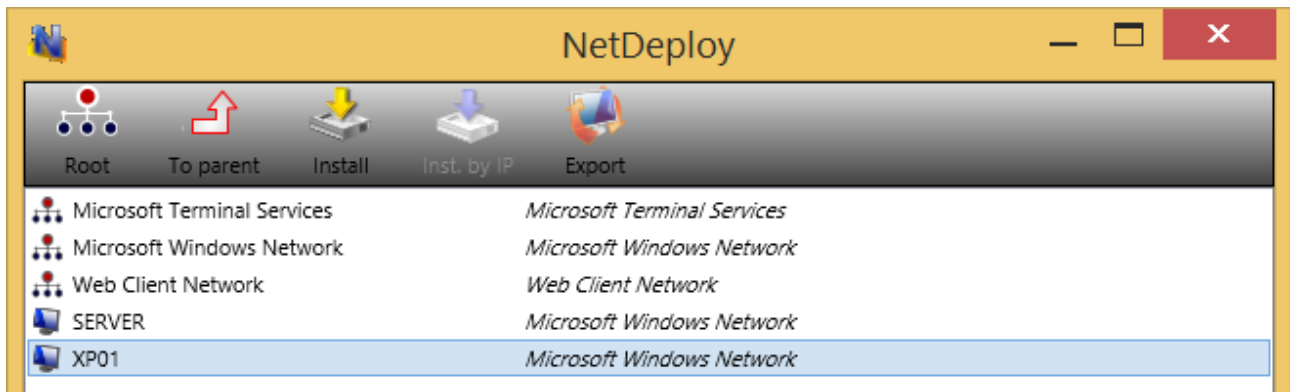 NetDeploy
Root To parent Install Inst. by IP Export
Microsoft Terminal Services Microsoft Terminal Services
Microsoft Windows Network Microsoft Windows Network
Web Client Network Web Client Network
SERVER Microsoft Windows Network
XP01 Microsoft Windows Network